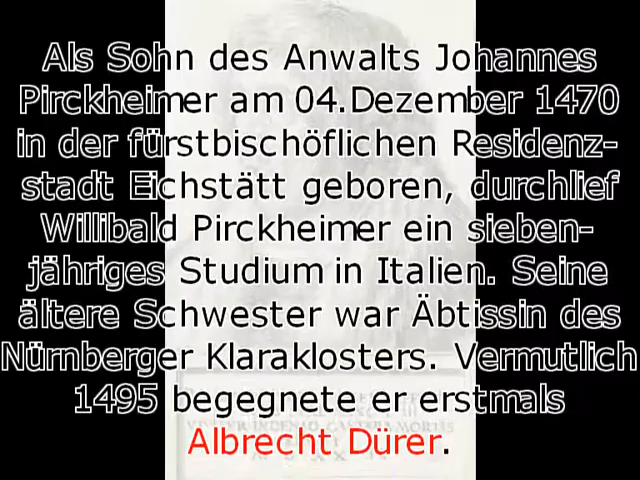 Als Sohn des Anwalts Johannes
Pirckheimer am 04.Dezember 1470
in der fürstbischöflichen Residenz-
stadt Eichstätt geboren, durchlief
Willibald Pirckheimer ein sieben-
jähriges Studium in Italien. Seine
ältere Schwester war Äbtissin des
Nürnberger Klaraklosters. Vermutlich
1495 begegnete er erstmals
Albrecht Dürer.